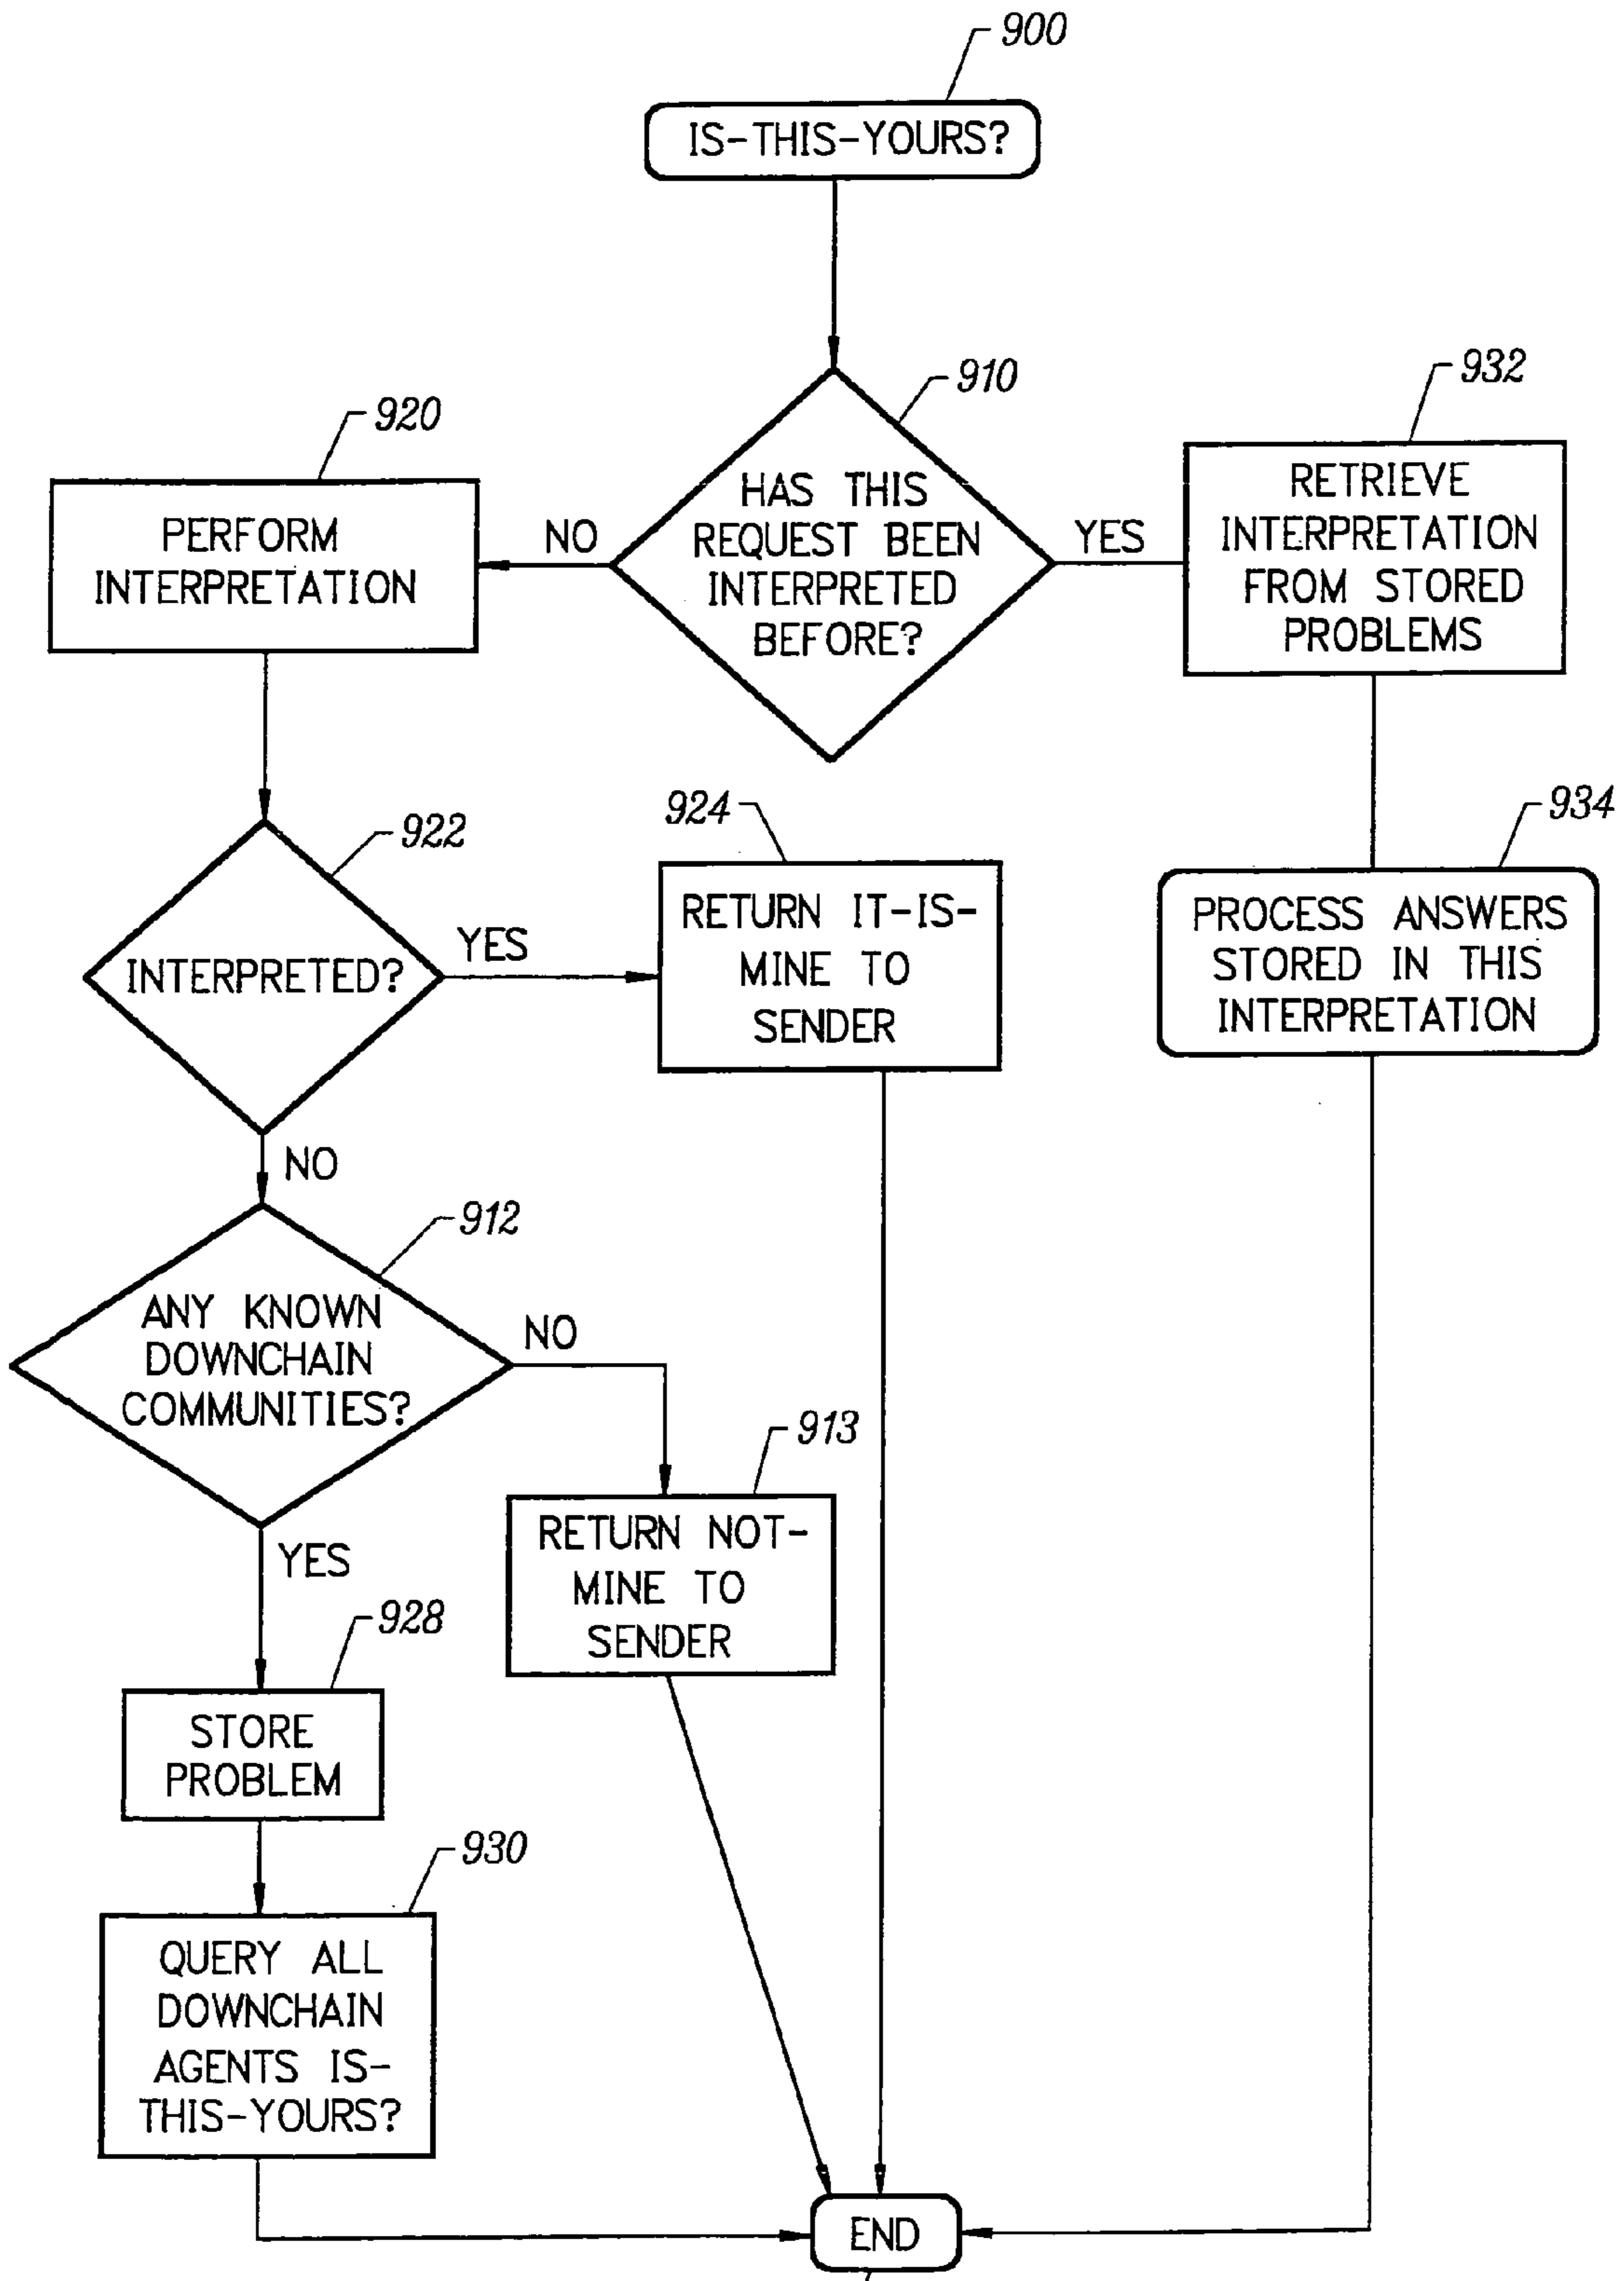 900
IS-THIS-YOURS?
910
HAS THIS
REQUEST BEEN
INTERPRETED
BEFORE?
NO
YES
920
PERFORM
INTERPRETATION
932
RETRIEVE
INTERPRETATION
FROM STORED
PROBLEMS
922
INTERPRETED?
YES
NO
924
RETURN IT-IS-
MINE TO
SENDER
934
PROCESS ANSWERS
STORED IN THIS
INTERPRETATION
912
ANY KNOWN
DOWNCHAIN
COMMUNITIES?
NO
YES
913
RETURN NOT-
MINE TO
SENDER
928
STORE
PROBLEM
930
QUERY ALL
DOWNCHAIN
AGENTS IS-
THIS-YOURS?
END